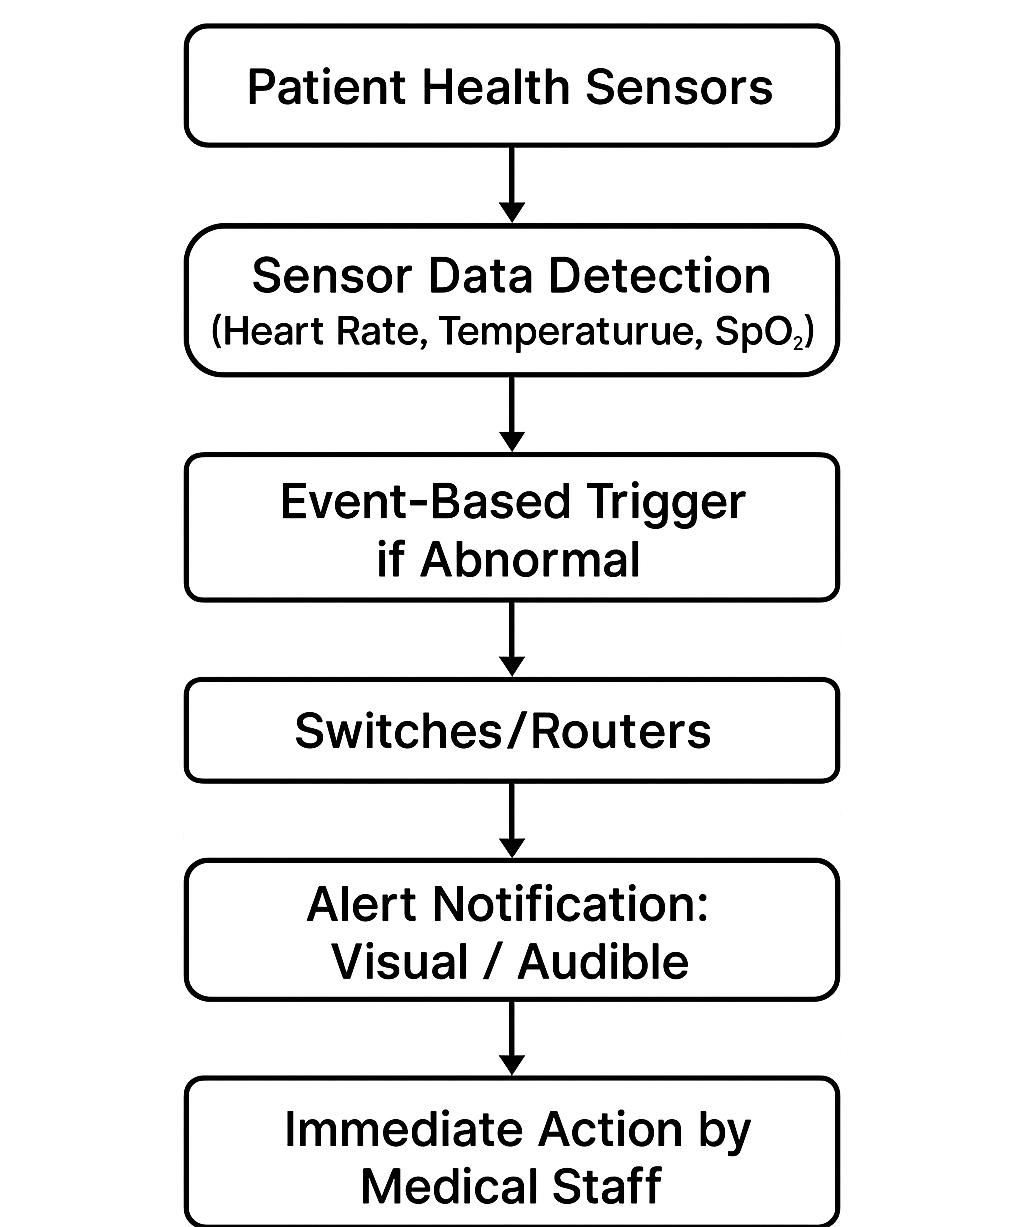 Patient Health Sensors
Sensor Data Detection
(Heart Rate, Temperaturue, SpO₂)
Event-Based Trigger
if Abnormal
Switches/Routers
Alert Notification:
Visual / Audible
Immediate Action by
Medical Staff